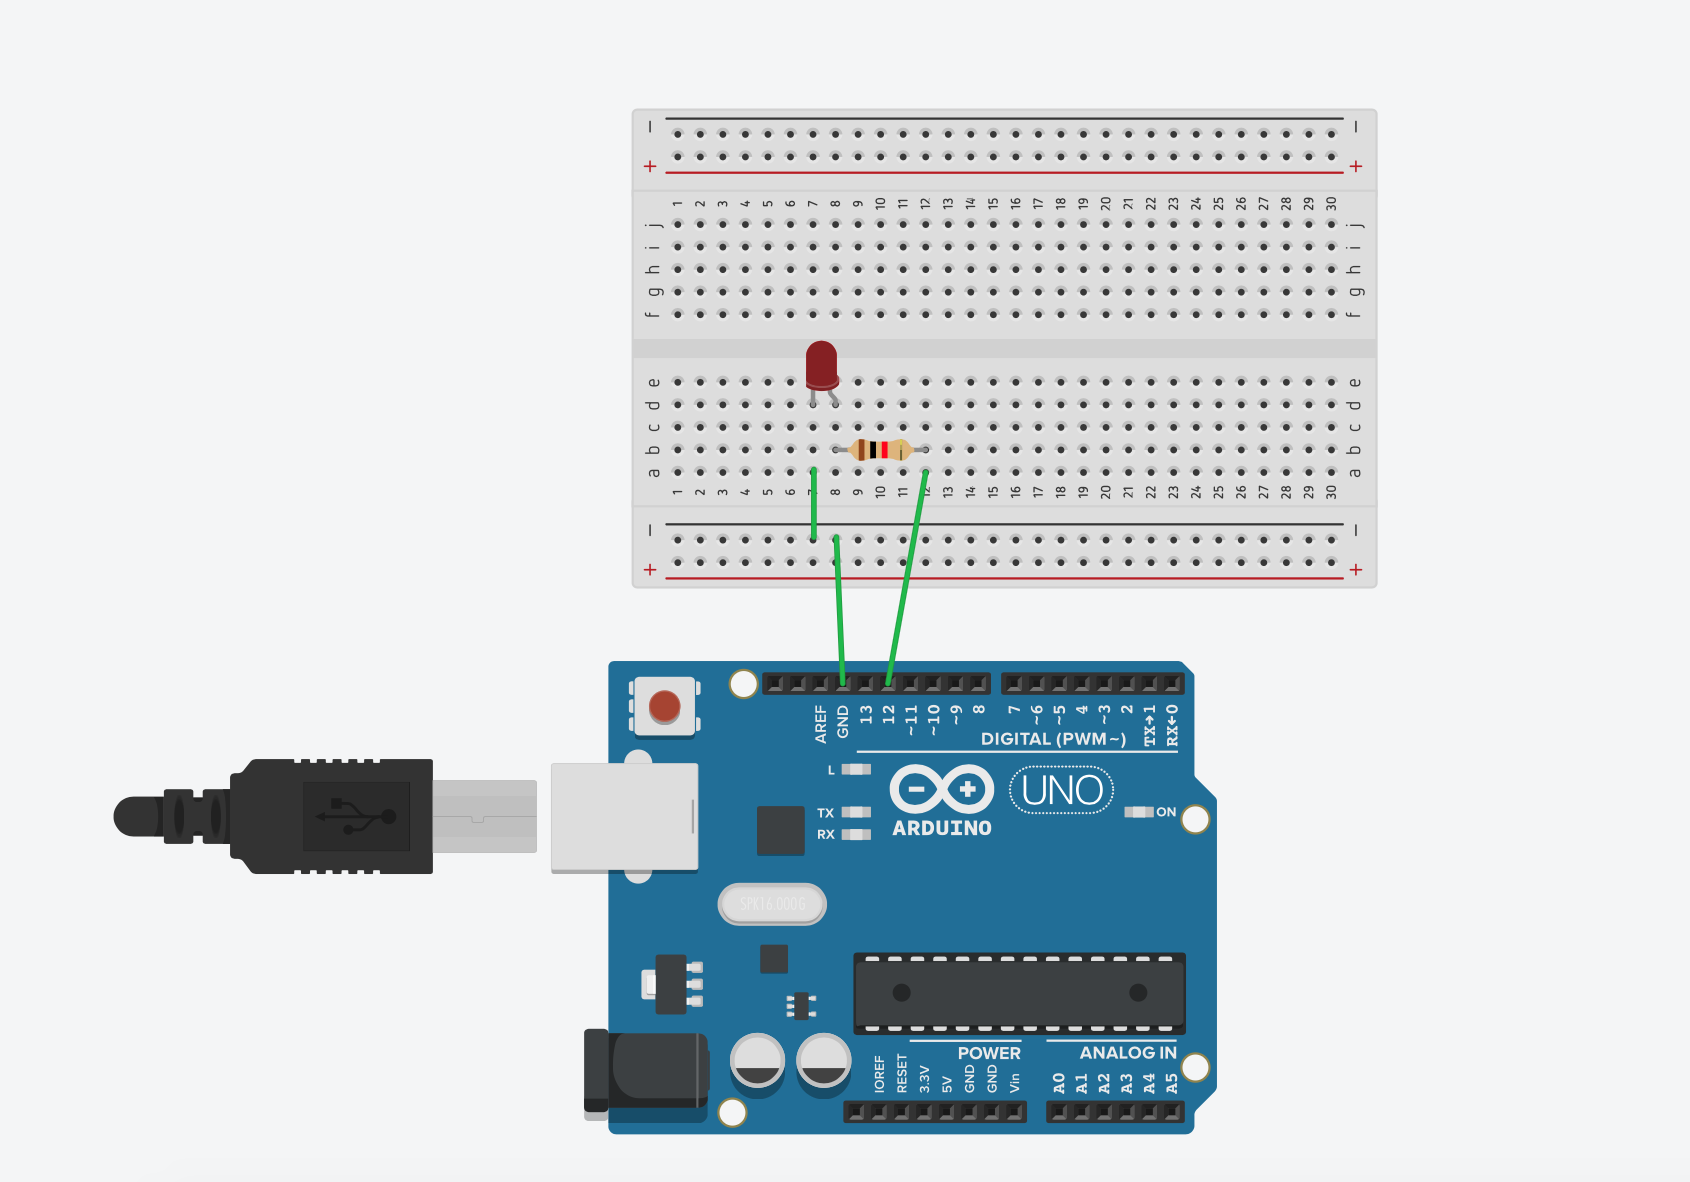 − −
+ +
1 2 3 4 5 6 7 8 9 10 11 12 13 14 15 16 17 18 19 20 21 22 23 24 25 26 27 28 29 30
j j
i i
h h
g g
f f
e e
d d
c c
b b
a a
1 2 3 4 5 6 7 8 9 10 11 12 13 14 15 16 17 18 19 20 21 22 23 24 25 26 27 28 29 30
− −
+ +
AREF GND 13 12 ~11 ~10 ~9 8 7 ~6 ~5 4 ~3 2 TX→1 RX←0
DIGITAL (PWM~)
L
UNO
TX ON
RX ARDUINO
SPK16.000G
POWER ANALOG IN
IOREF RESET 3.3V 5V GND GND Vin A0 A1 A2 A3 A4 A5